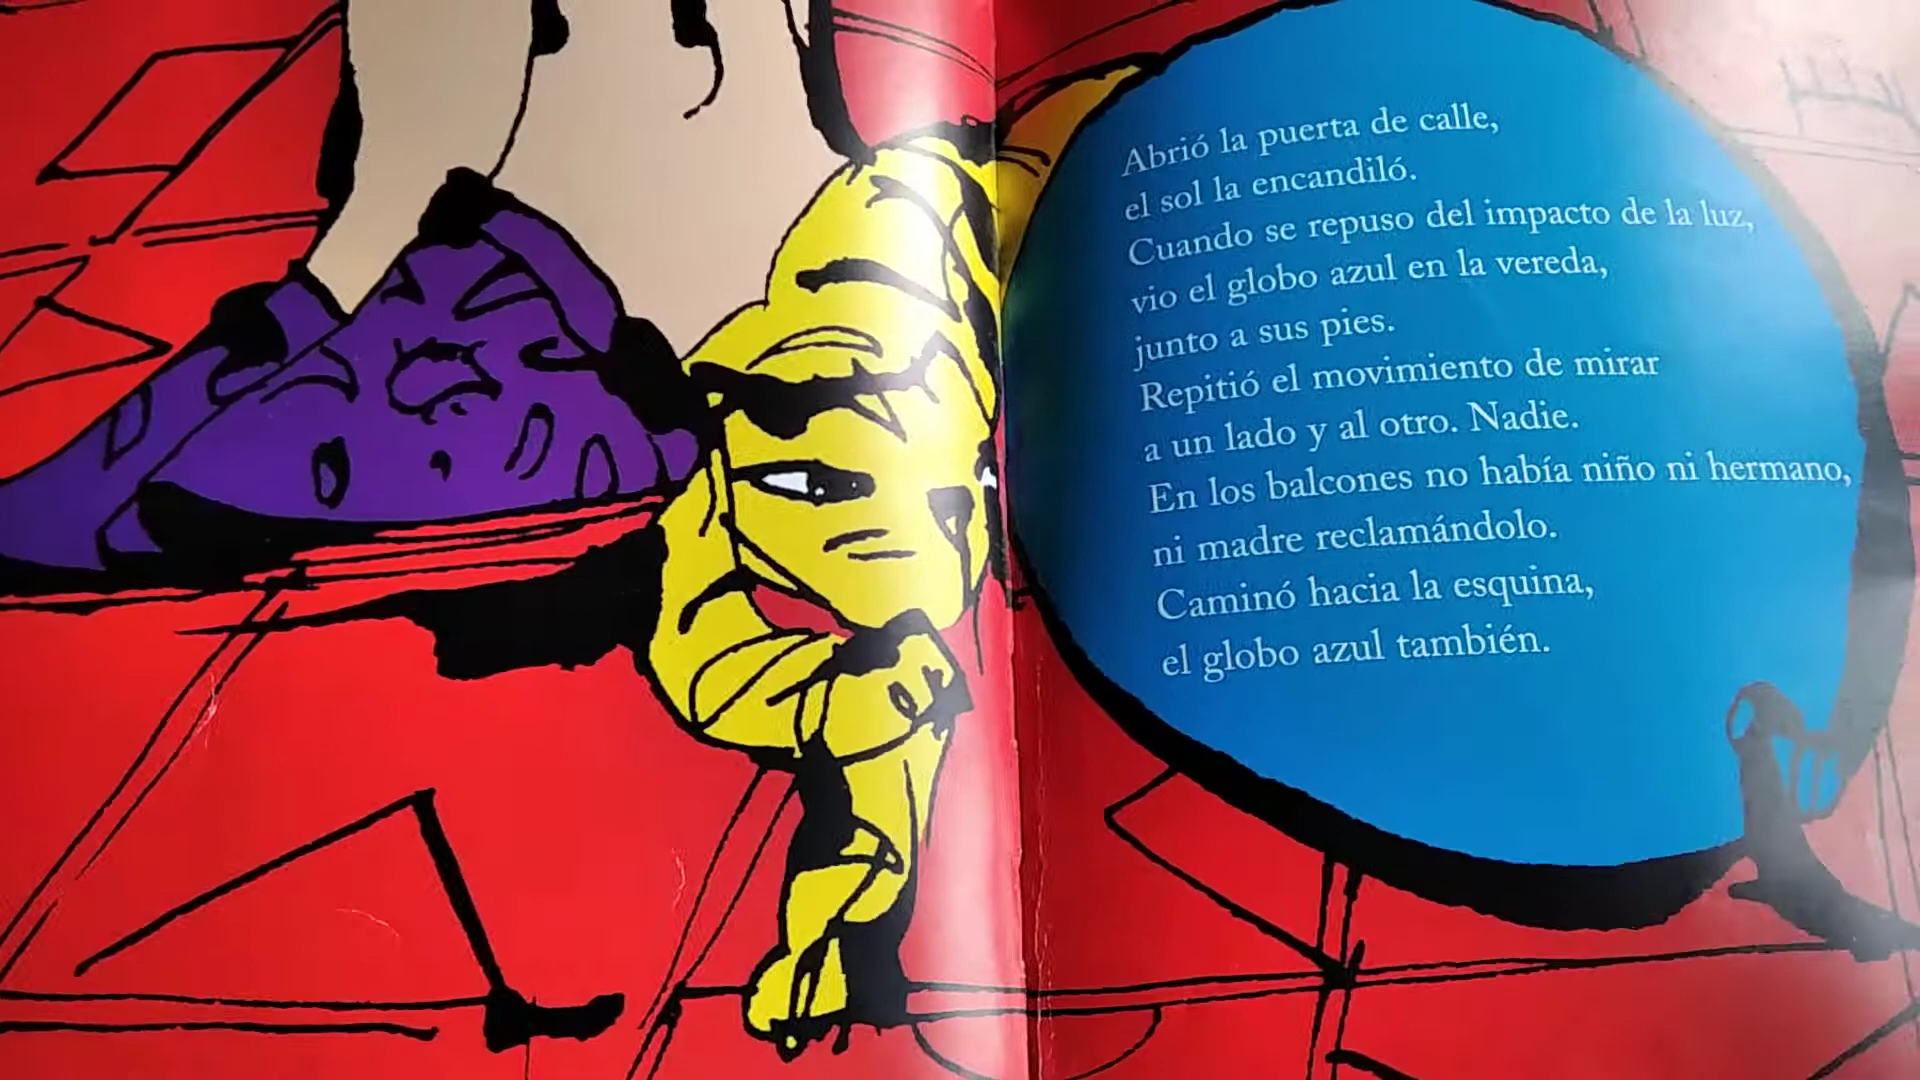 Abrió la puerta de calle,
el sol la encandiló.
Cuando se repuso del impacto de la luz,
vio el globo azul en la vereda,
junto a sus pies.
Repitió el movimiento de mirar
a un lado y al otro. Nadie.
En los balcones no había niño ni hermano,
ni madre reclamándolo.
Caminó hacia la esquina,
el globo azul también.